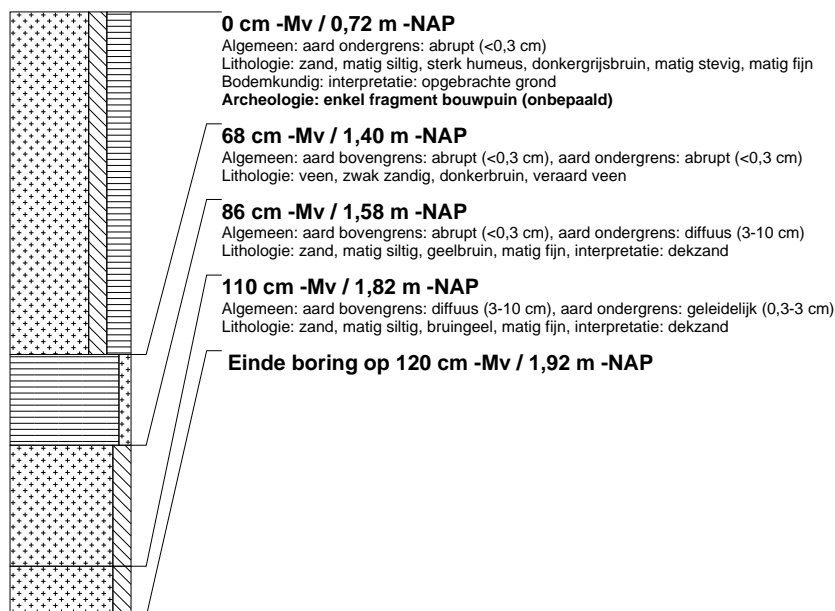 0 cm -Mv / 0,72 m -NAP
Algemeen: aard ondergrens: abrupt (<0,3 cm)
Lithologie: zand, matig siltig, sterk humeus, donkergrijsbruin, matig stevig, matig fijn
Bodemkundig: interpretatie: opgebrachte grond
Archeologie: enkel fragment bouwpuin (onbepaald)
68 cm -Mv / 1,40 m -NAP
Algemeen: aard bovengrens: abrupt (<0,3 cm), aard ondergrens: abrupt (<0,3 cm)
Lithologie: veen, zwak zandig, donkerbruin, veraard veen
86 cm -Mv / 1,58 m -NAP
Algemeen: aard bovengrens: abrupt (<0,3 cm), aard ondergrens: diffuus (3-10 cm)
Lithologie: zand, matig siltig, geelbruin, matig fijn, interpretatie: dekzand
110 cm -Mv / 1,82 m -NAP
Algemeen: aard bovengrens: diffuus (3-10 cm), aard ondergrens: geleidelijk (0,3-3 cm)
Lithologie: zand, matig siltig, bruingeel, matig fijn, interpretatie: dekzand
Einde boring op 120 cm -Mv / 1,92 m -NAP